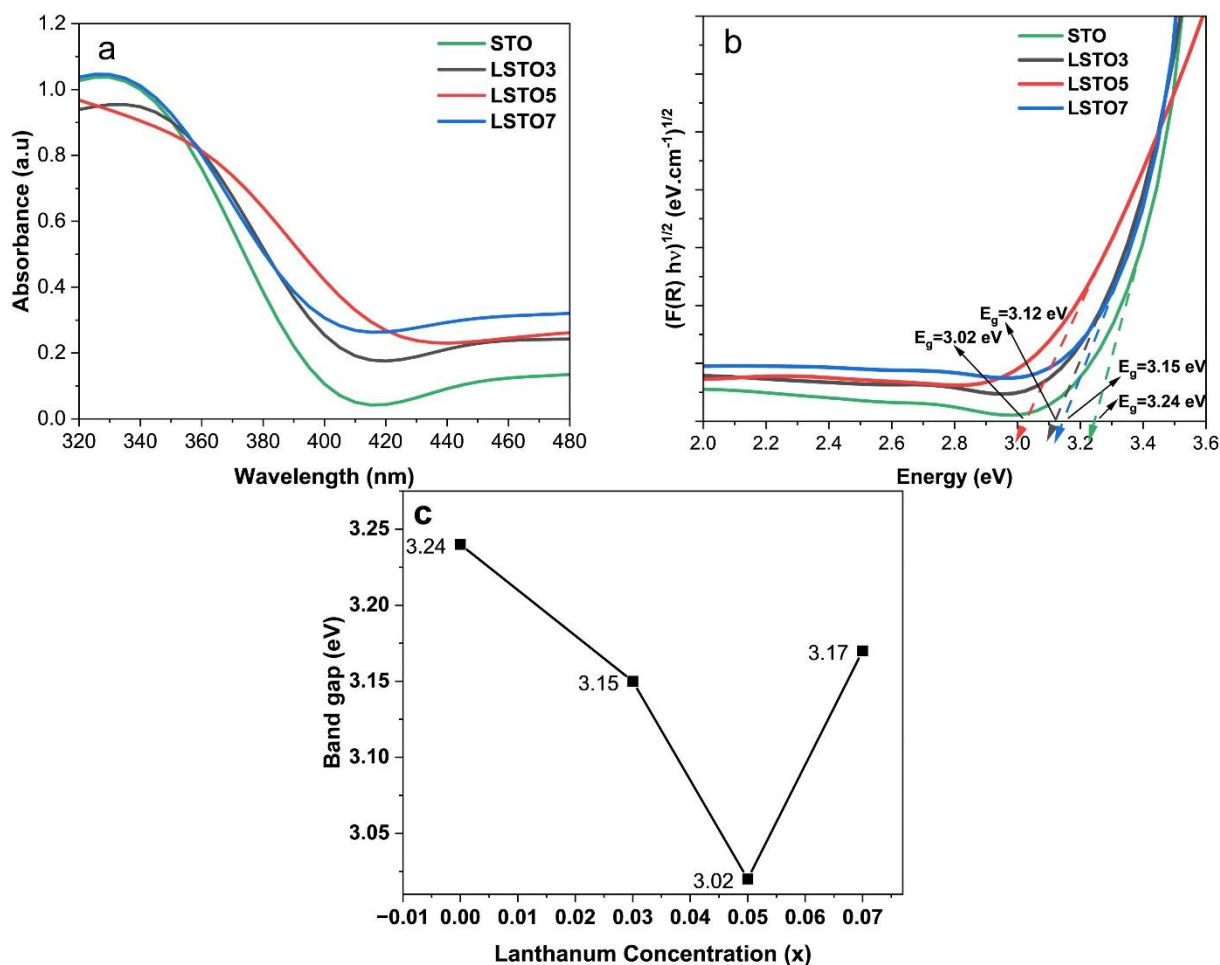 a
STO
LSTO3
LSTO5
LSTO7
1.2
1.0
0.8
0.6
0.4
0.2
0.0
Absorbance (a.u)
320 340 360 380 400 420 440 460 480
Wavelength (nm)
b
STO
LSTO3
LSTO5
LSTO7
(F(R) hν)^1/2 (eV.cm⁻¹)^1/2
Eg=3.12 eV
Eg=3.02 eV
Eg=3.15 eV
Eg=3.24 eV
2.0 2.2 2.4 2.6 2.8 3.0 3.2 3.4 3.6
Energy (eV)
c
3.25
3.20
3.15
3.10
3.05
Band gap (eV)
3.24
3.15
3.02
3.17
−0.01 0.00 0.01 0.02 0.03 0.04 0.05 0.06 0.07
Lanthanum Concentration (x)